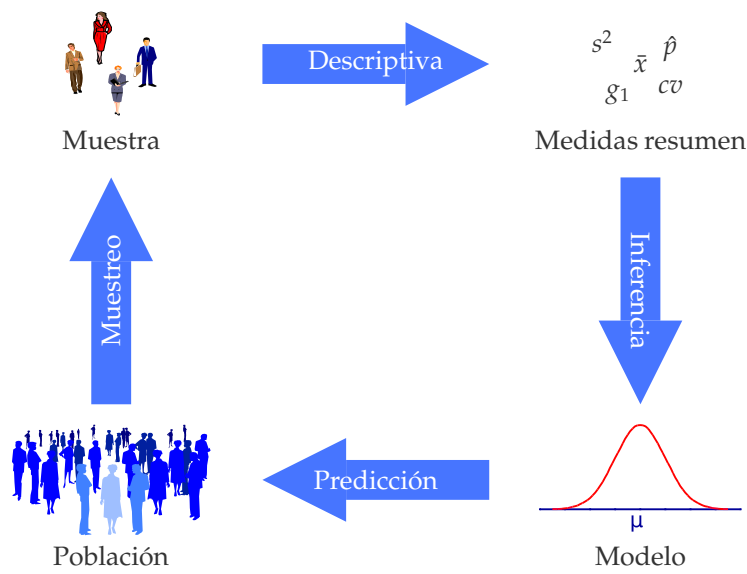 Descriptiva
s² x̄ p̂
g₁ cv
Muestra
Medidas resumen
Muestreo
Inferencia
Predicción
μ
Población
Modelo